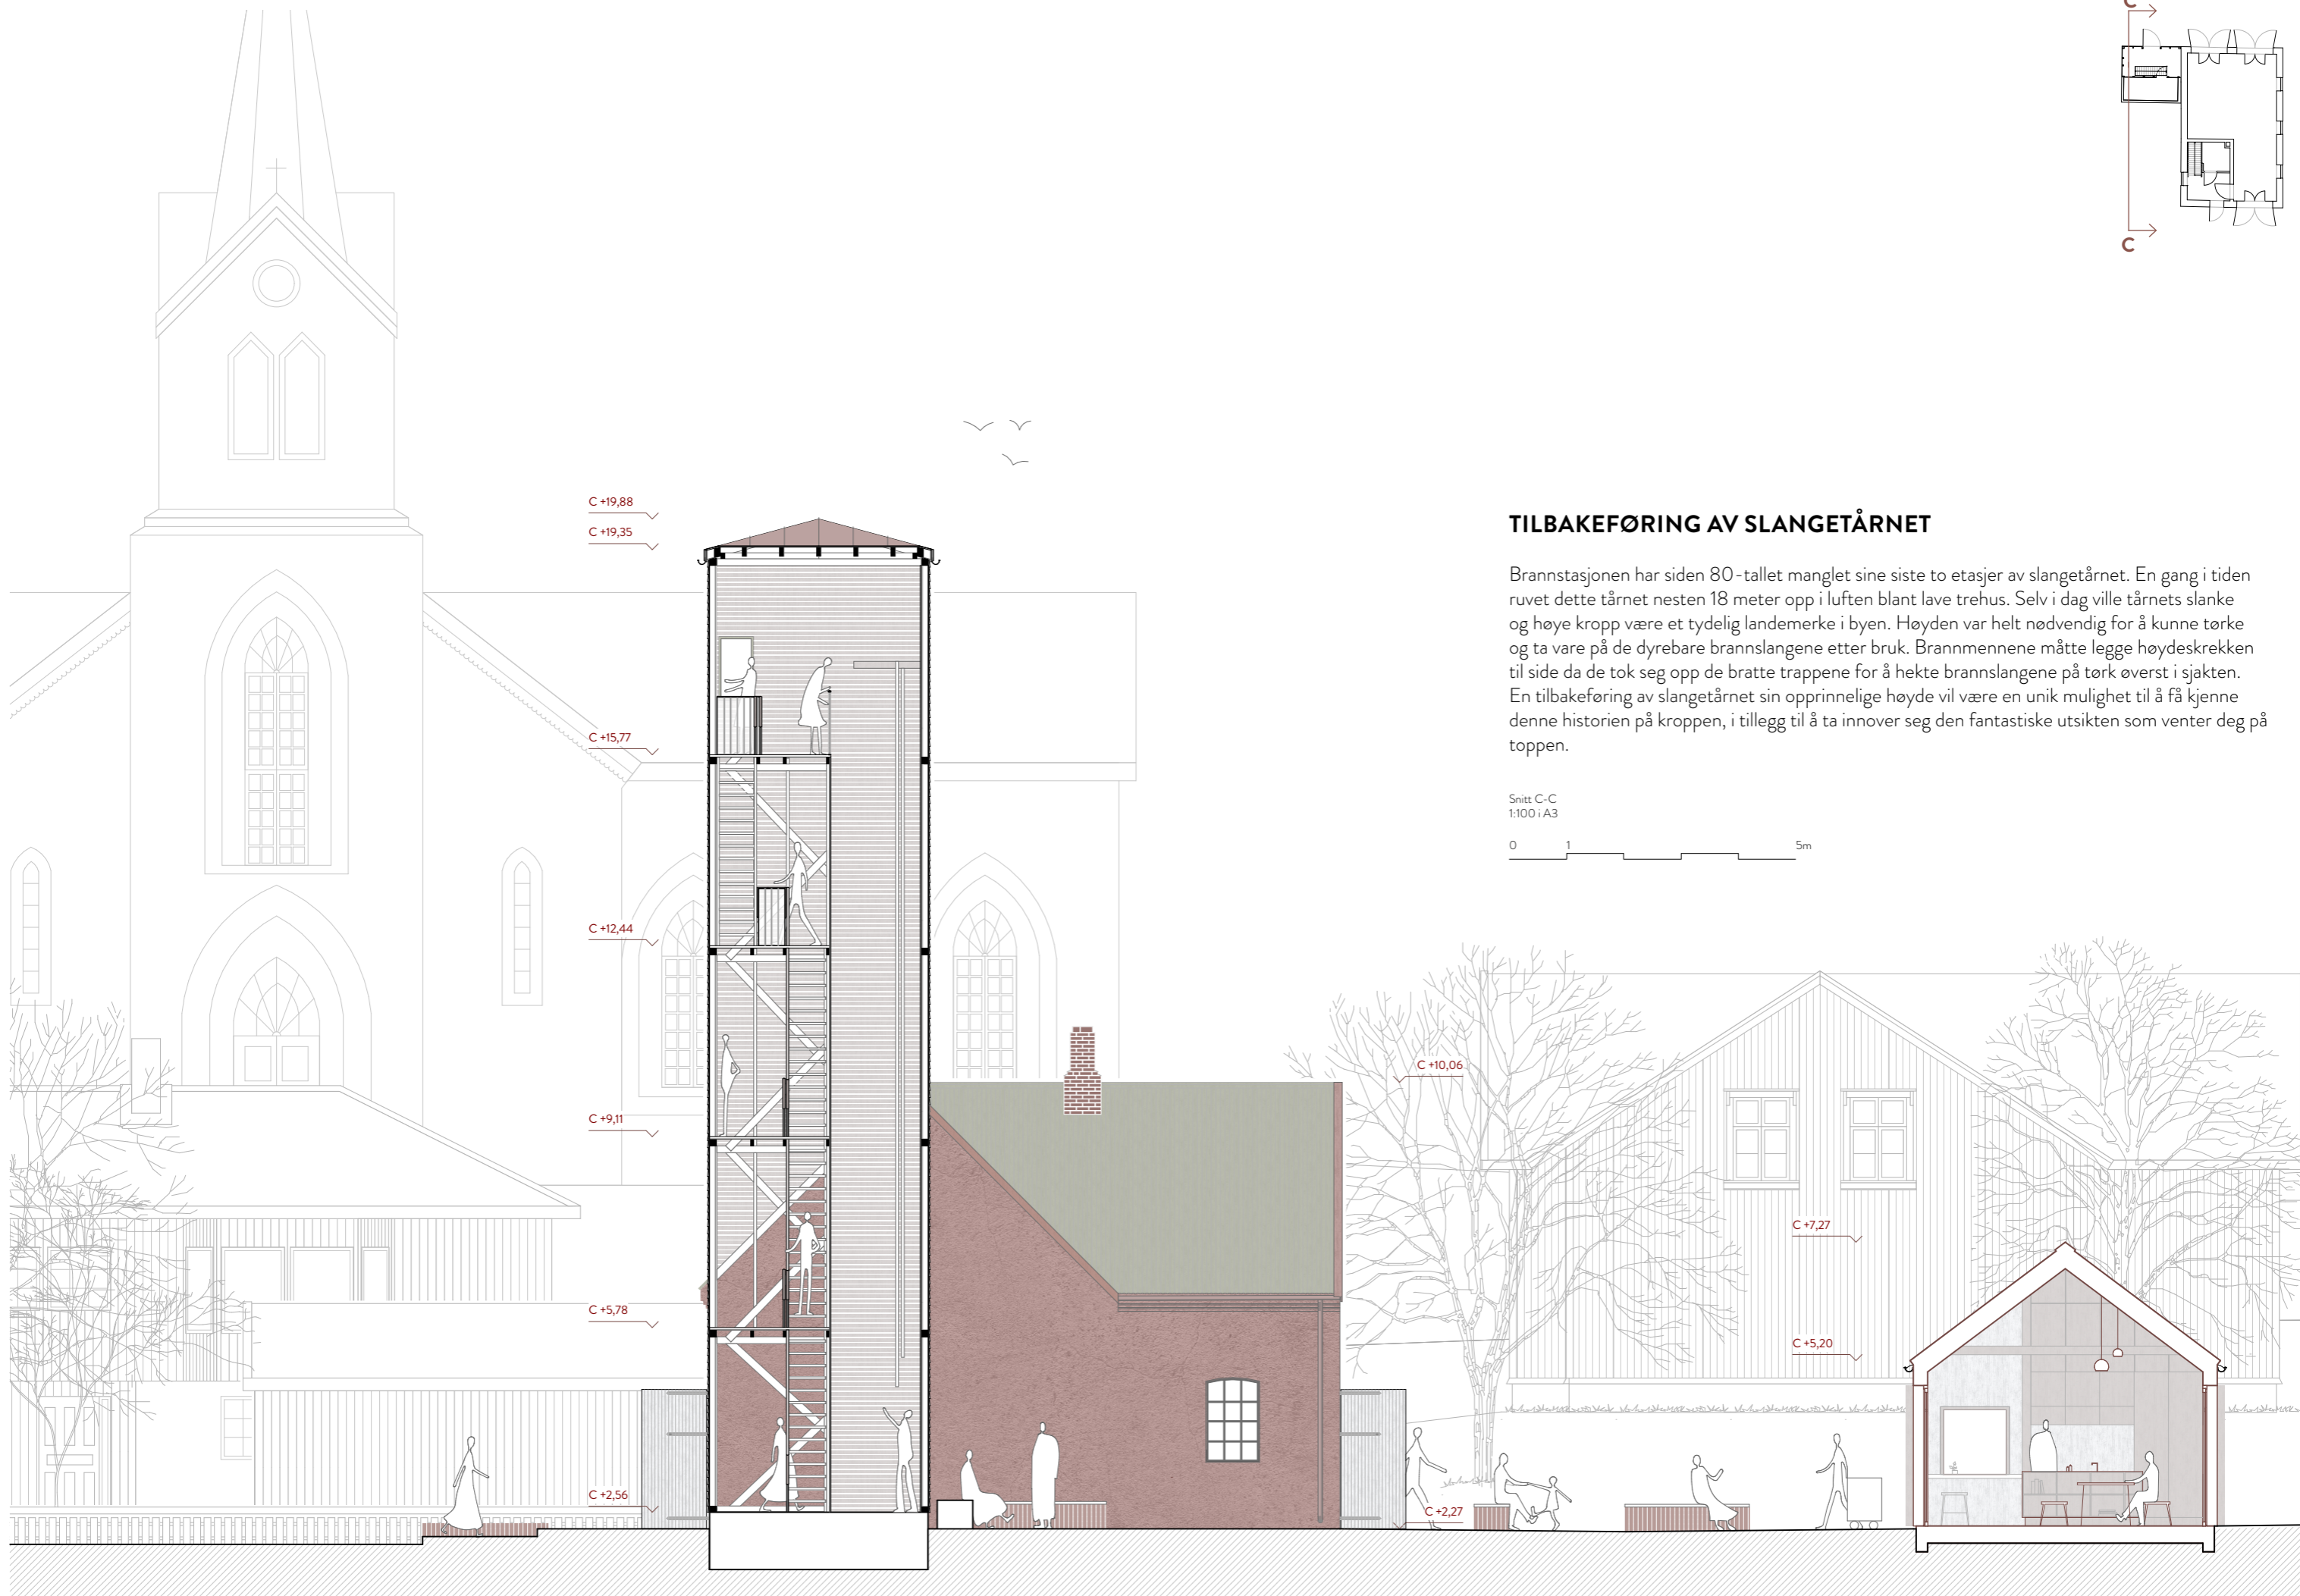 C
C
C +19,88
C +19,35
C +15,77
C +12,44
C +9,11
C +5,78
C +2,56
TILBAKEFØRING AV SLANGETÅRNET
Brannstasjonen har siden 80-tallet manglet sine siste to etasjer av slangetårnet. En gang i tiden
ruvet dette tårnet nesten 18 meter opp i luften blant lave trehus. Selv i dag ville tårnets slanke
og høye kropp være et tydelig landemerke i byen. Høyden var helt nødvendig for å kunne tørke
og ta vare på de dyrebare brannslangene etter bruk. Brannmennene måtte legge høydeskrekken
til side da de tok seg opp de bratte trappene for å hekte brannslangene på tørk øverst i sjakten.
En tilbakeføring av slangetårnet sin opprinnelige høyde vil være en unik mulighet til å få kjenne
denne historien på kroppen, i tillegg til å ta innover seg den fantastiske utsikten som venter deg på
toppen.
Snitt C-C
1:100 i A3
0 1 5m
C +10,06
C +7,27
C +5,20
C +2,27